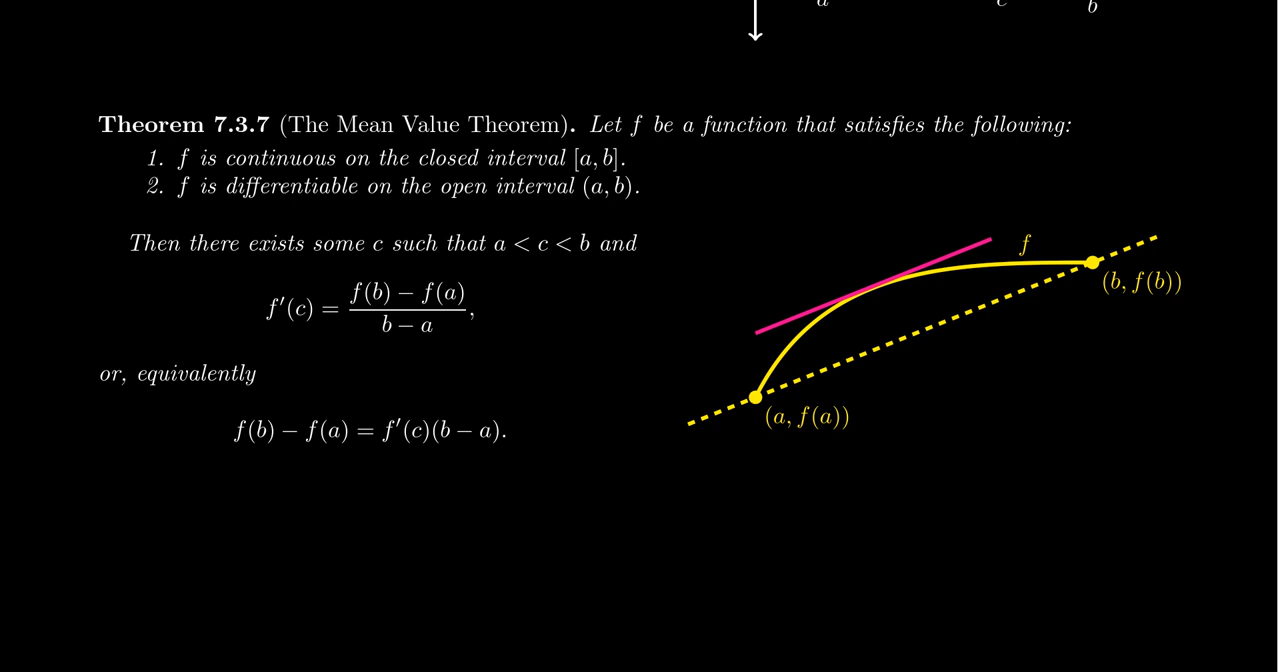 a c b
Theorem 7.3.7 (The Mean Value Theorem). Let f be a function that satisfies the following:
1. f is continuous on the closed interval [a, b].
2. f is differentiable on the open interval (a, b).
Then there exists some c such that a < c < b and
f
(b, f(b))
f′(c) = f(b) − f(a) / b − a,
or, equivalently
(a, f(a))
f(b) − f(a) = f′(c)(b − a).